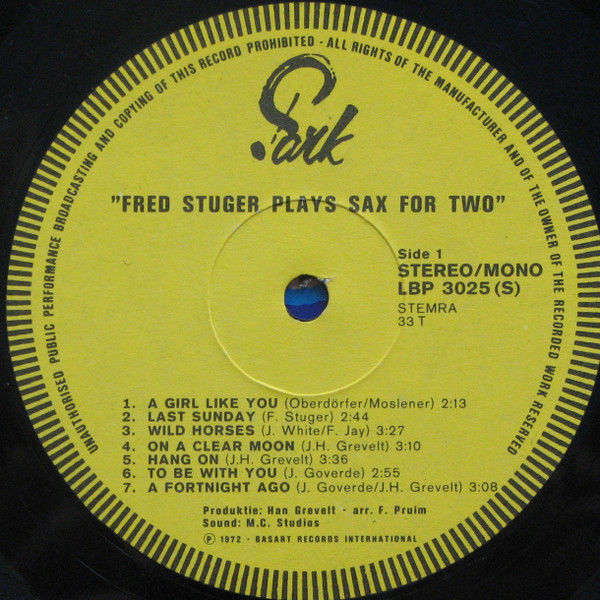 UNAUTHORISED PUBLIC PERFORMANCE BROADCASTING AND COPYING OF THIS RECORD PROHIBITED - ALL RIGHTS OF THE MANUFACTURER AND OF THE OWNER OF THE RECORDED WORK RESERVED
Park
"FRED STUGER PLAYS SAX FOR TWO"
Side 1
STEREO/MONO
LBP 3025 (S)
STEMRA
33 T
1. A GIRL LIKE YOU (Oberdörfer/Moslener) 2:13
2. LAST SUNDAY (F. Stuger) 2:44
3. WILD HORSES (J. White/F. Jay) 3:27
4. ON A CLEAR MOON (J.H. Grevelt) 3:10
5. HANG ON (J.H. Grevelt) 3:36
6. TO BE WITH YOU (J. Goverde) 2:55
7. A FORTNIGHT AGO (J. Goverde/J.H. Grevelt) 3:08
Produktie: Han Grevelt - arr. F. Pruim
Sound: M.C. Studios
Ⓟ 1972 - BASART RECORDS INTERNATIONAL